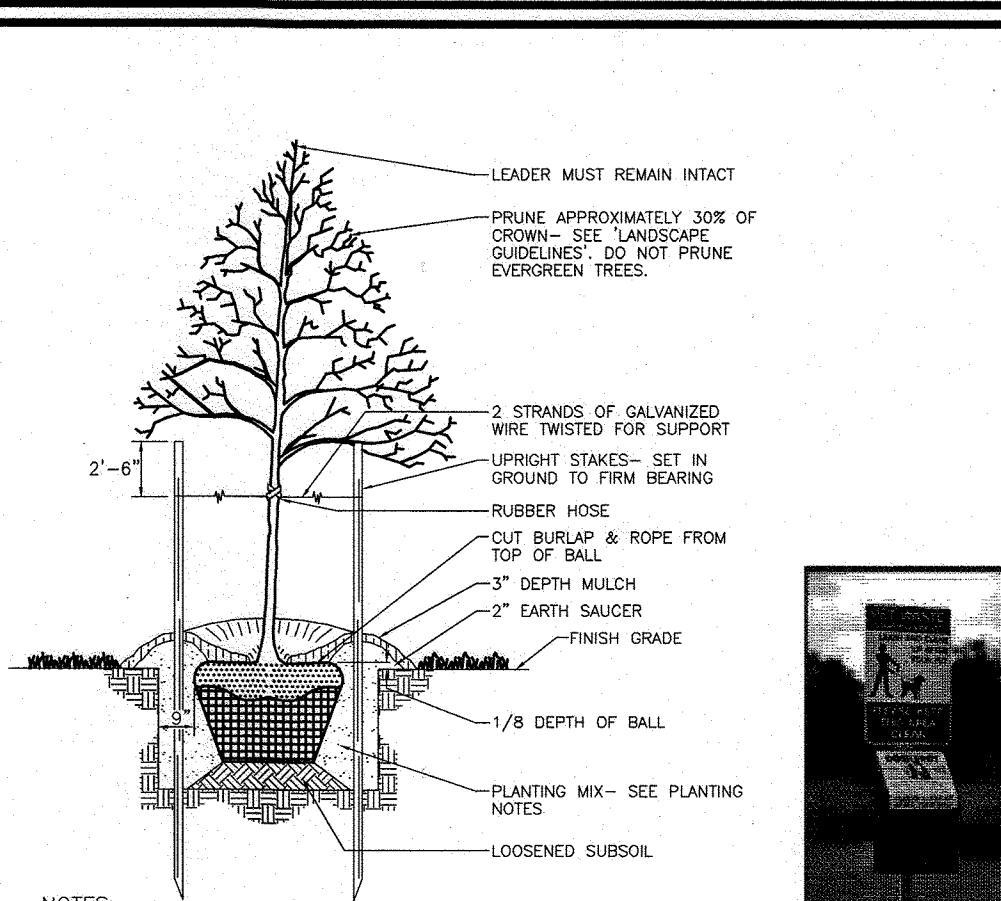 LEADER MUST REMAIN INTACT
PRUNE APPROXIMATELY 30% OF
CROWN- SEE 'LANDSCAPE
GUIDELINES'. DO NOT PRUNE
EVERGREEN TREES.
2 STRANDS OF GALVANIZED
WIRE TWISTED FOR SUPPORT
2'-6"
UPRIGHT STAKES- SET IN
GROUND TO FIRM BEARING
RUBBER HOSE
CUT BURLAP & ROPE FROM
TOP OF BALL
3" DEPTH MULCH
2" EARTH SAUCER
FINISH GRADE
9"
1/8 DEPTH OF BALL
PLANTING MIX- SEE PLANTING
NOTES
LOOSENED SUBSOIL
NOTES
CLEAN